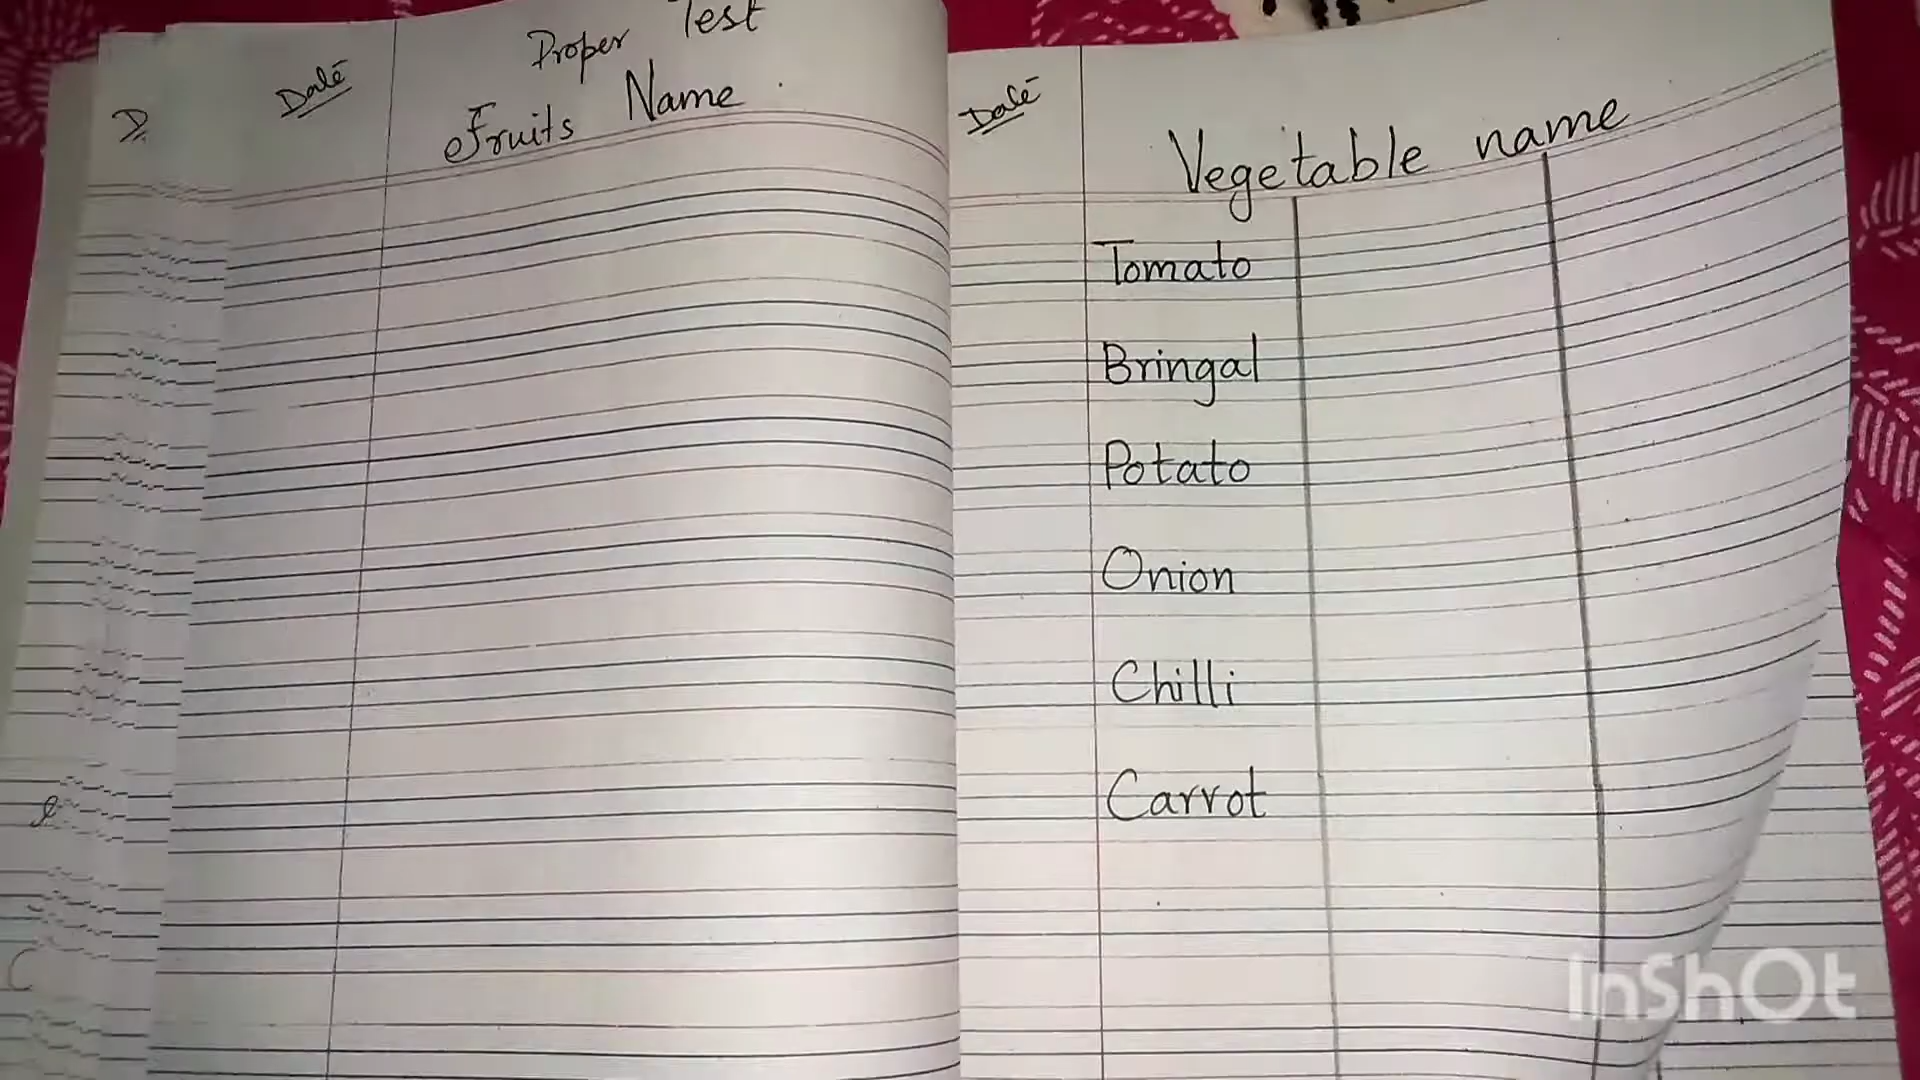 Date
Proper Test
Fruits Name
Date
Vegetable name
Tomato
Bringal
Potato
Onion
Chilli
Carrot
InShOt